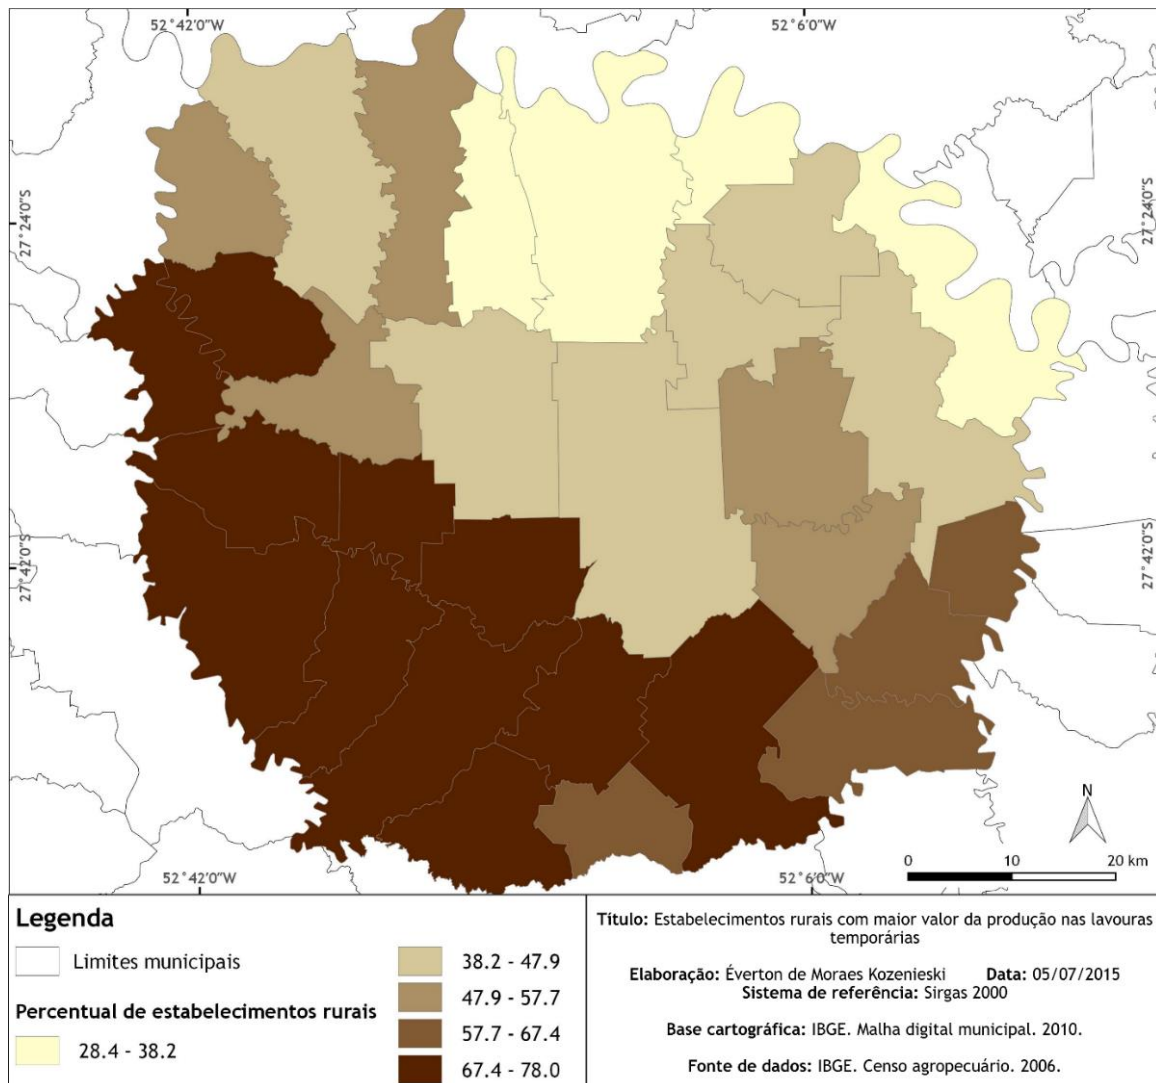 52°42'0"W
52°6'0"W
27°24'0"S
27°24'0"S
27°42'0"S
27°42'0"S
N
0 10 20 km
52°42'0"W
52°6'0"W
Legenda
Limites municipais
Percentual de estabelecimentos rurais
28.4 - 38.2
38.2 - 47.9
47.9 - 57.7
57.7 - 67.4
67.4 - 78.0
Título: Estabelecimentos rurais com maior valor da produção nas lavouras
temporárias
Elaboração: Éverton de Moraes Kozenieski Data: 05/07/2015
Sistema de referência: Sirgas 2000
Base cartográfica: IBGE. Malha digital municipal. 2010.
Fonte de dados: IBGE. Censo agropecuário. 2006.